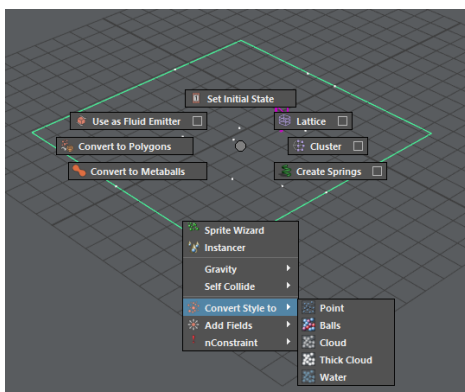 Set Initial State
Use as Fluid Emitter
Lattice
Convert to Polygons
Cluster
Convert to Metaballs
Create Springs
Sprite Wizard
Instancer
Gravity
Self Collide
Convert Style to
Point
Add Fields
Balls
nConstraint
Cloud
Thick Cloud
Water